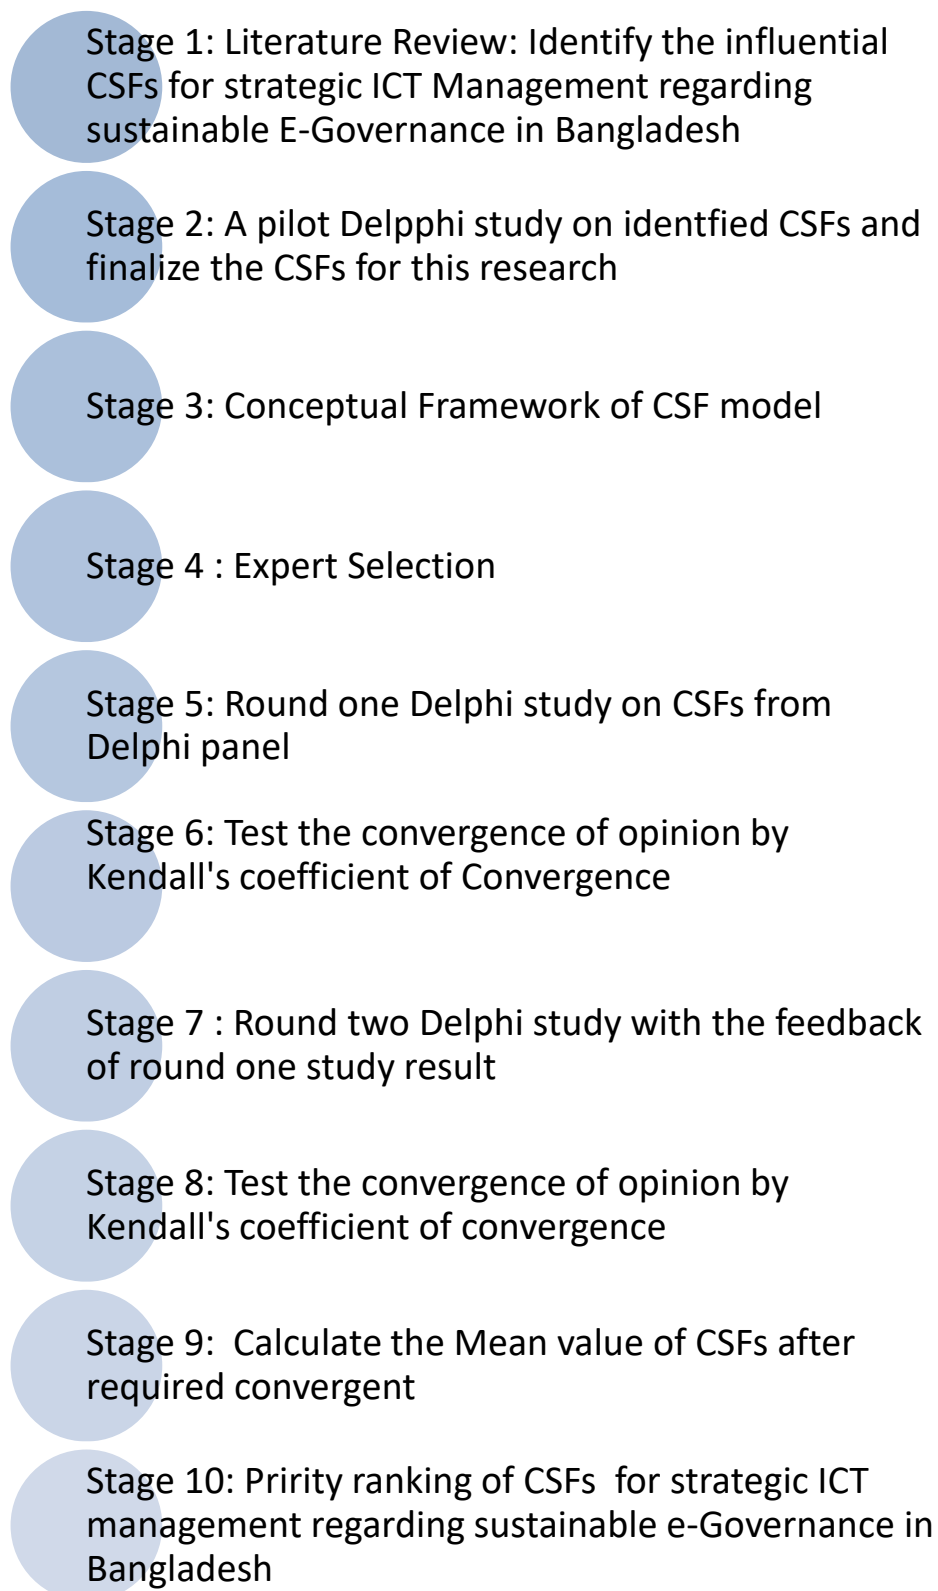 Stage 1: Literature Review: Identify the influential
CSFs for strategic ICT Management regarding
sustainable E-Governance in Bangladesh
Stage 2: A pilot Delpphi study on identfied CSFs and
finalize the CSFs for this research
Stage 3: Conceptual Framework of CSF model
Stage 4 : Expert Selection
Stage 5: Round one Delphi study on CSFs from
Delphi panel
Stage 6: Test the convergence of opinion by
Kendall's coefficient of Convergence
Stage 7 : Round two Delphi study with the feedback
of round one study result
Stage 8: Test the convergence of opinion by
Kendall's coefficient of convergence
Stage 9:  Calculate the Mean value of CSFs after
required convergent
Stage 10: Pririty ranking of CSFs  for strategic ICT
management regarding sustainable e-Governance in
Bangladesh